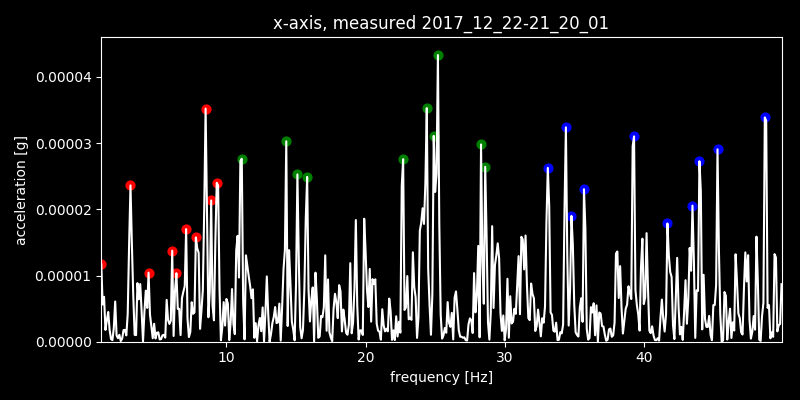 x-axis, measured 2017_12_22-21_20_01
0.00004
0.00003
0.00002
0.00001
0.00000
acceleration [g]
10 20 30 40
frequency [Hz]